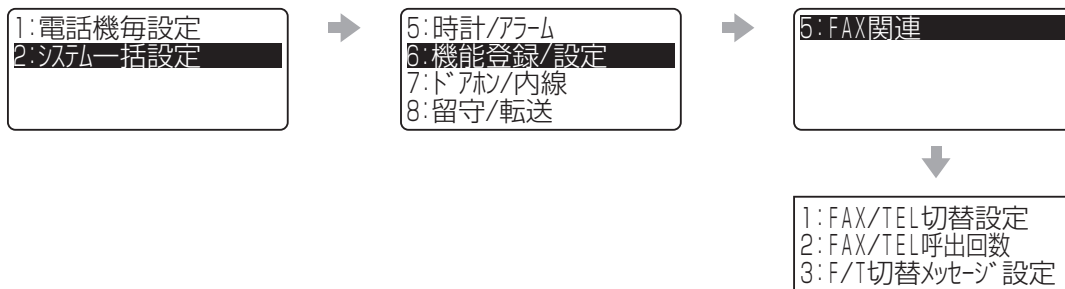 1:電話機毎設定
2:ｼｽﾃﾑ一括設定
5:時計/ｱﾗｰﾑ
6:機能登録/設定
7:ﾄﾞｱﾎﾝ/内線
8:留守/転送
5:FAX関連
1:FAX/TEL切替設定
2:FAX/TEL呼出回数
3:F/T切替ﾒｯｾｰｼﾞ設定